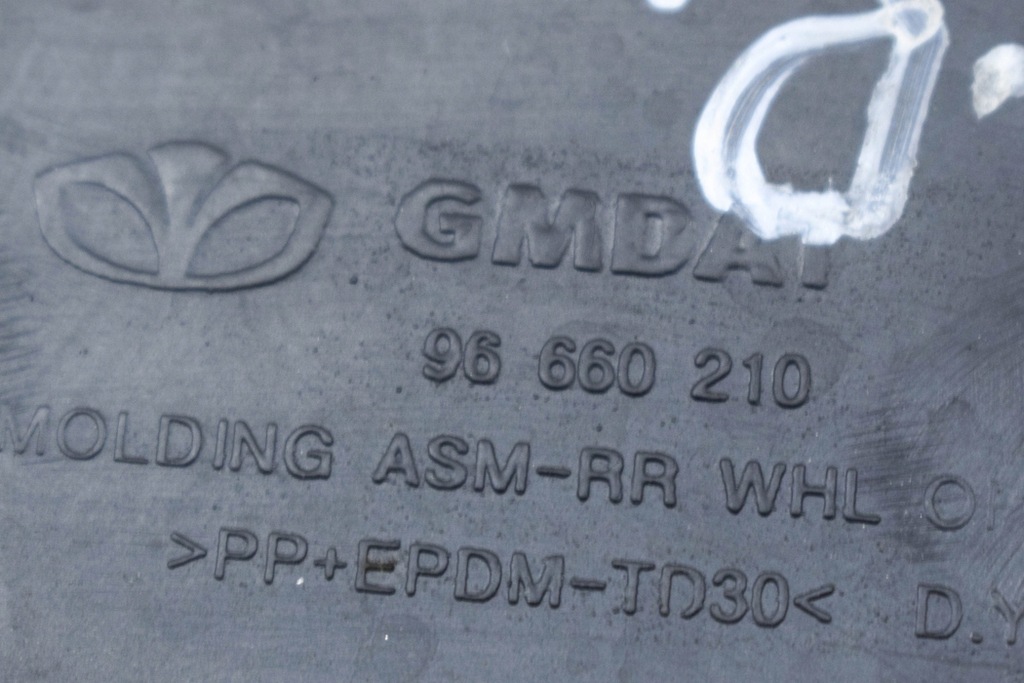 GMDAT
96 660 210
MOLDING ASM-RR WHL
>PP+EPDM-TD30< D.Y